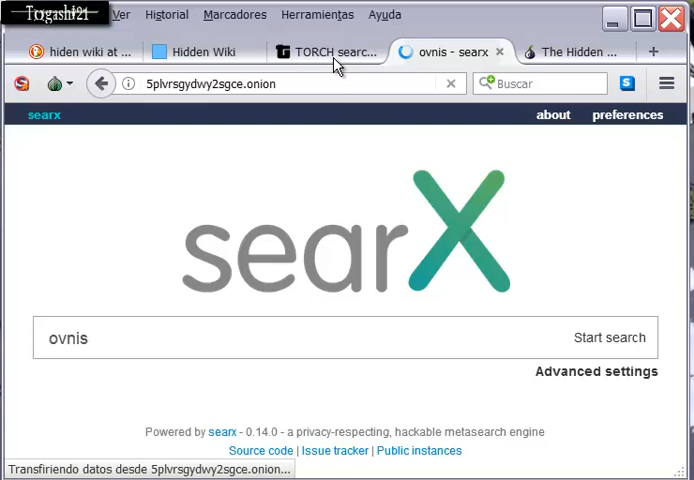 Togashi21 Ver Historial Marcadores Herramientas Ayuda
hiden wiki at ... Hidden Wiki TORCH searc... ovnis - searx The Hidden ...
5plvrsgydwy2sgce.onion Buscar
searx about preferences
searX
ovnis Start search
Advanced settings
Powered by searx - 0.14.0 - a privacy-respecting, hackable metasearch engine
Source code | Issue tracker | Public instances
Transfiriendo datos desde 5plvrsgydwy2sgce.onion...